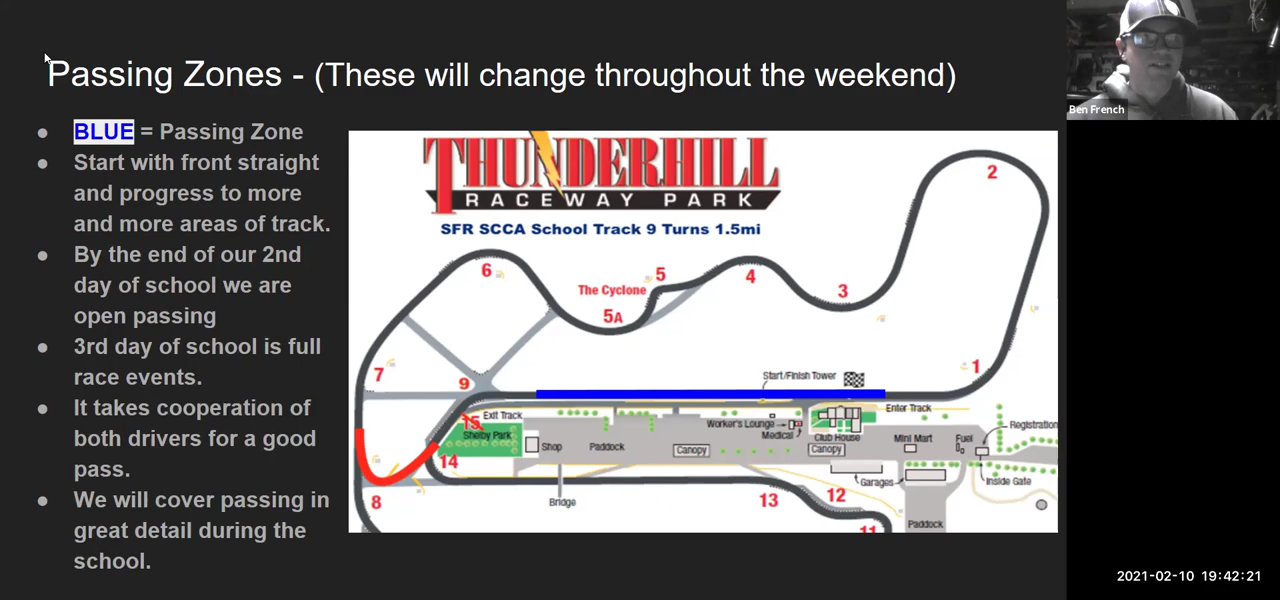 Passing Zones - (These will change throughout the weekend)
BLUE = Passing Zone
Start with front straight
and progress to more
and more areas of track.
By the end of our 2nd
day of school we are
open passing
3rd day of school is full
race events.
It takes cooperation of
both drivers for a good
pass.
We will cover passing in
great detail during the
school.
THUNDERHILL
RACEWAY PARK
SFR SCCA School Track 9 Turns 1.5mi
2
6
5
4
The Cyclone
3
5A
1
7
9
Start/Finish Tower
15
Exit Track
Enter Track
Shelby Park
Worker's Lounge
Medical
Registration
14
Shop
Paddock
Canopy
Club House
Canopy
Mini Mart
Fuel
Garages
Inside Gate
8
Bridge
13
12
11
Paddock
Ben French
2021-02-10 19:42:21